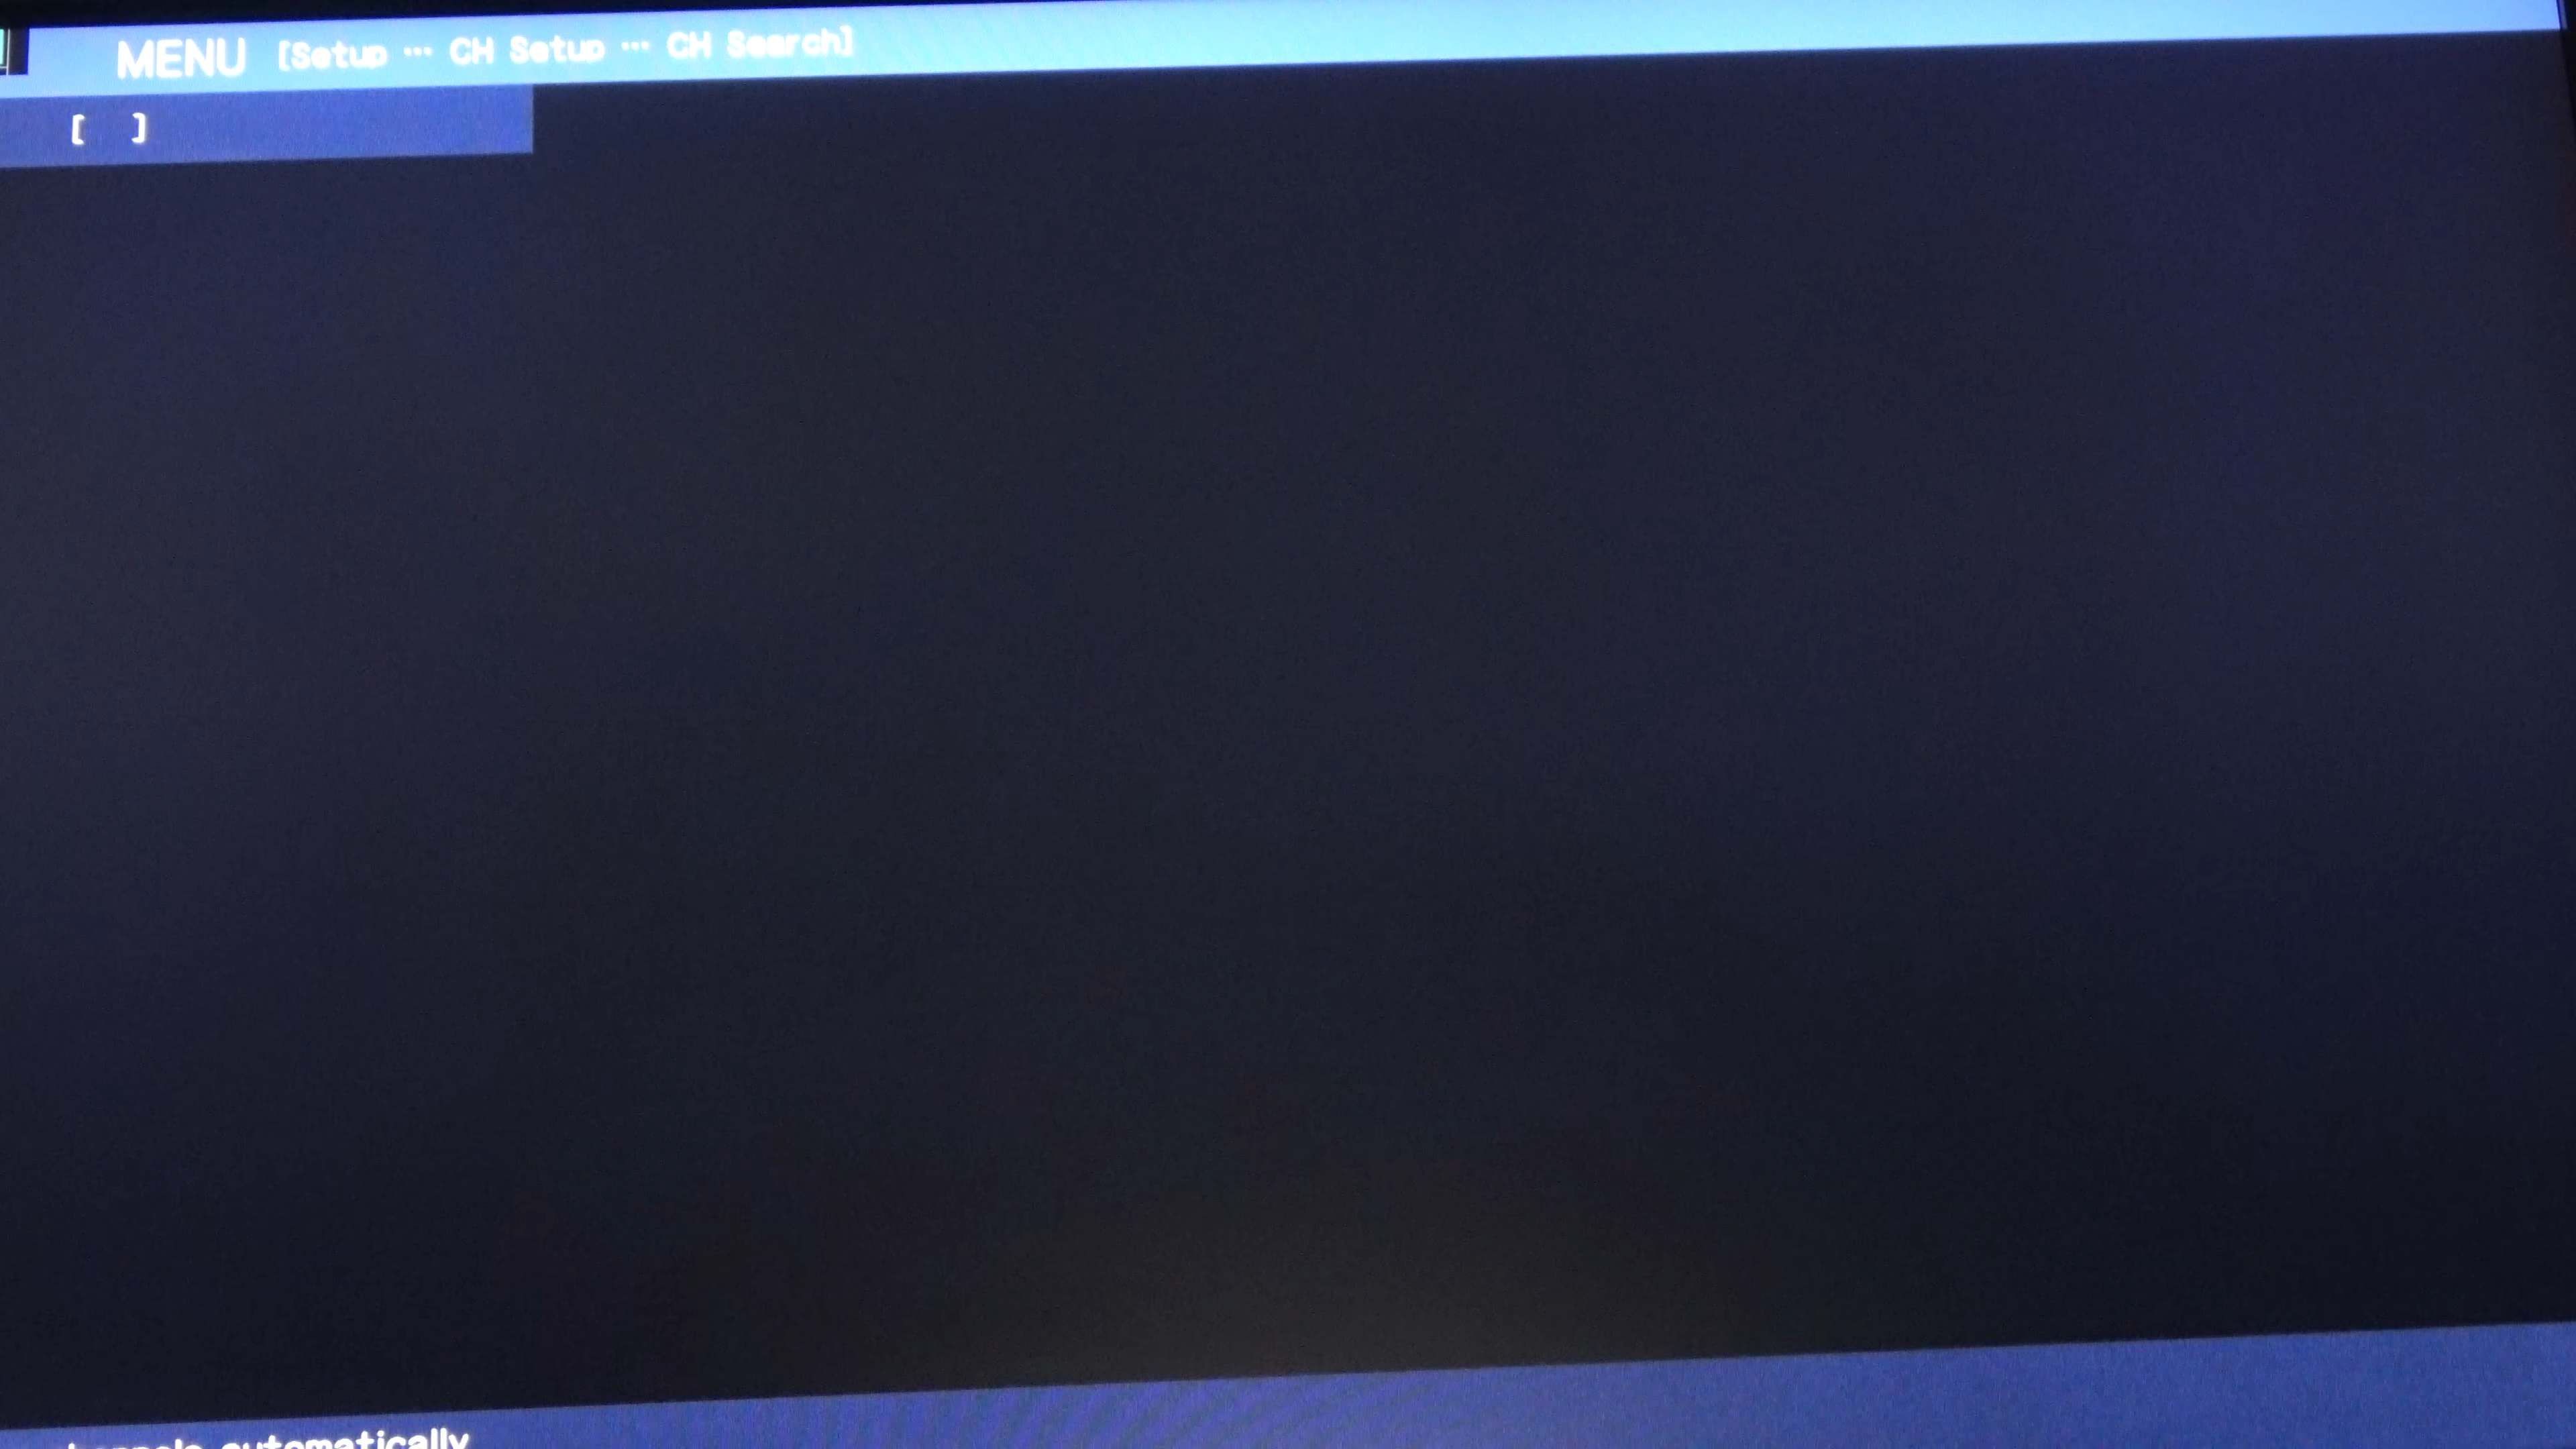 MENU [Setup ··· CH Setup ··· CH Search]
[ ]
automatically